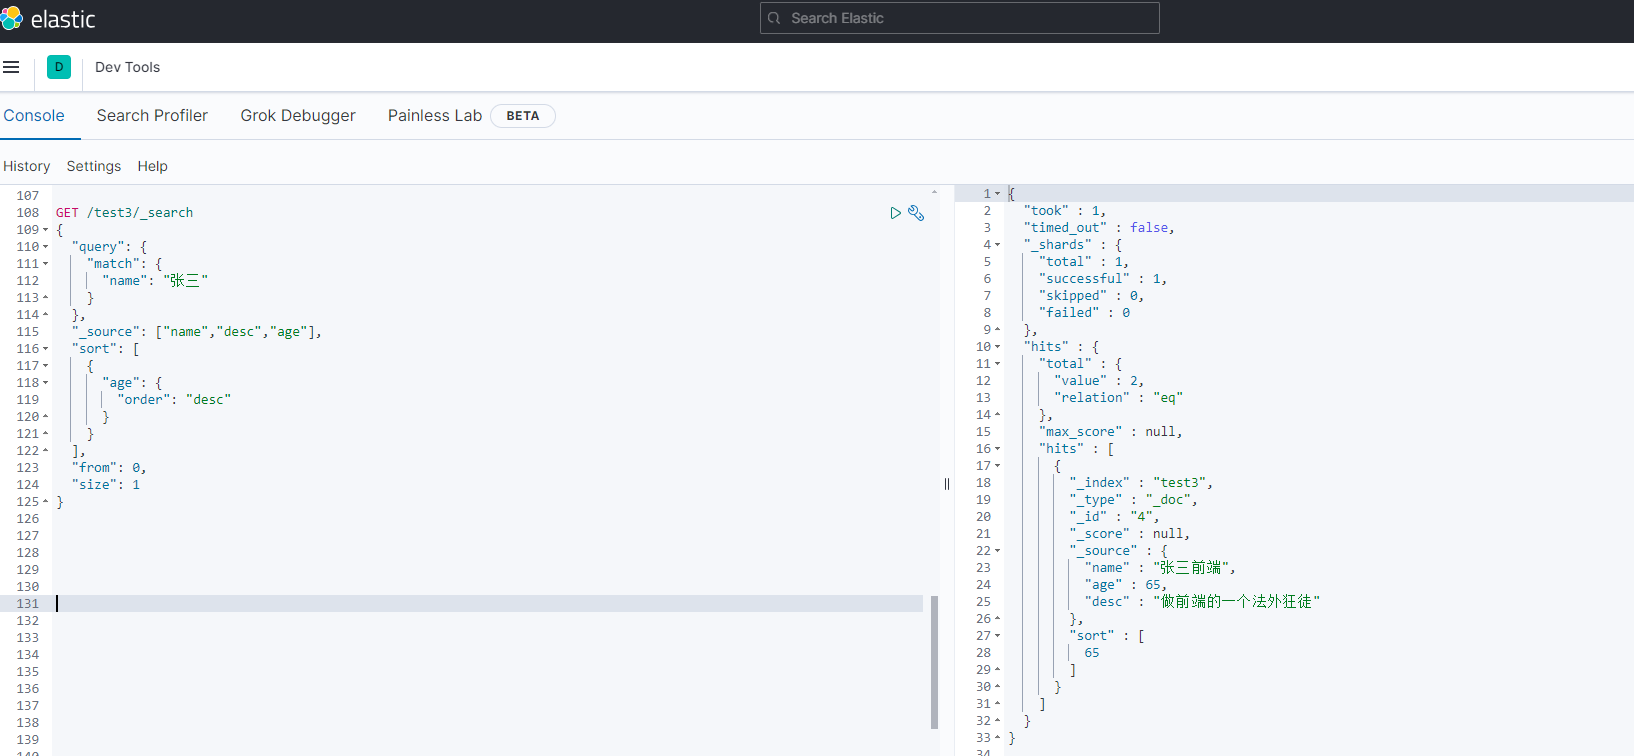 elastic
Search Elastic
D
Dev Tools
Console
Search Profiler
Grok Debugger
Painless Lab
BETA
History
Settings
Help
107
108 GET /test3/_search
109 {
110 "query": {
111 "match": {
112 "name": "张三"
113 }
114 },
115 "_source": ["name","desc","age"],
116 "sort": [
117 {
118 "age": {
119 "order": "desc"
120 }
121 }
122 ],
123 "from": 0,
124 "size": 1
125 }
126
127
128
129
130
131
132
133
134
135
136
137
138
139
140
1 {
2 "took" : 1,
3 "timed_out" : false,
4 "_shards" : {
5 "total" : 1,
6 "successful" : 1,
7 "skipped" : 0,
8 "failed" : 0
9 },
10 "hits" : {
11 "total" : {
12 "value" : 2,
13 "relation" : "eq"
14 },
15 "max_score" : null,
16 "hits" : [
17 {
18 "_index" : "test3",
19 "_type" : "_doc",
20 "_id" : "4",
21 "_score" : null,
22 "_source" : {
23 "name" : "张三前端",
24 "age" : 65,
25 "desc" : "做前端的一个法外狂徒"
26 },
27 "sort" : [
28 65
29 ]
30 }
31 ]
32 }
33 }
34